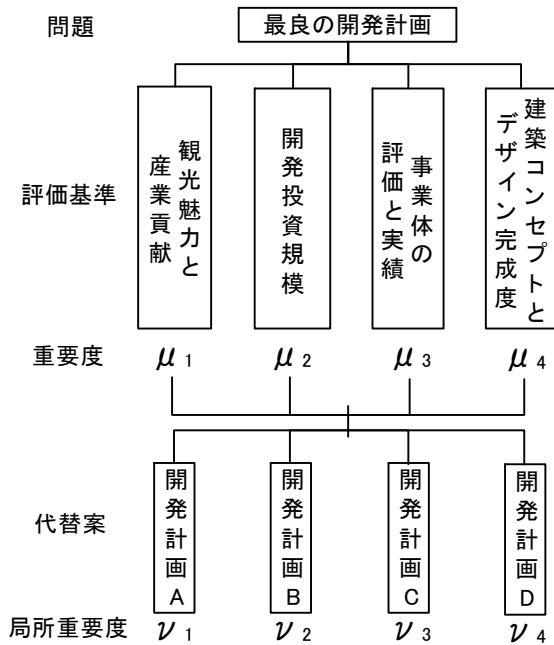 問題
最良の開発計画
評価基準
観光魅力と
産業貢献
開発投資規模
事業体の
評価と実績
建築コンセプトと
デザイン完成度
重要度
μ1
μ2
μ3
μ4
代替案
開発計画A
開発計画B
開発計画C
開発計画D
局所重要度
ν1
ν2
ν3
ν4